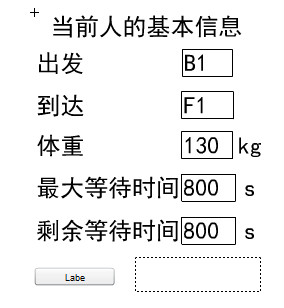 当前人的基本信息
出发 B1
到达 F1
体重 130 kg
最大等待时间 800 s
剩余等待时间 800 s
Labe